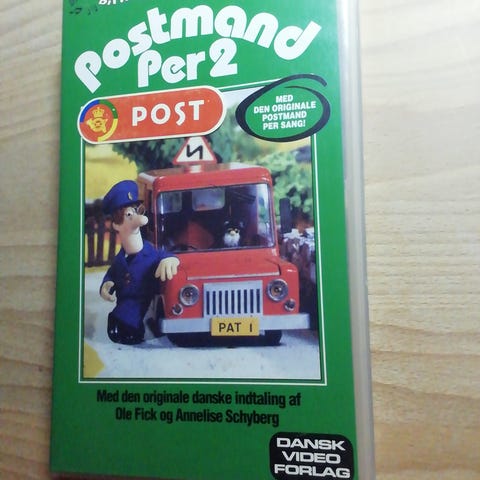 Postmand
Per 2
POST
MED
DEN ORIGINALE
POSTMAND
PER SANG!
PAT 1
Med den originale danske indtaling af
Ole Fick og Annelise Schyberg
DANSK
VIDEO
FORLAG